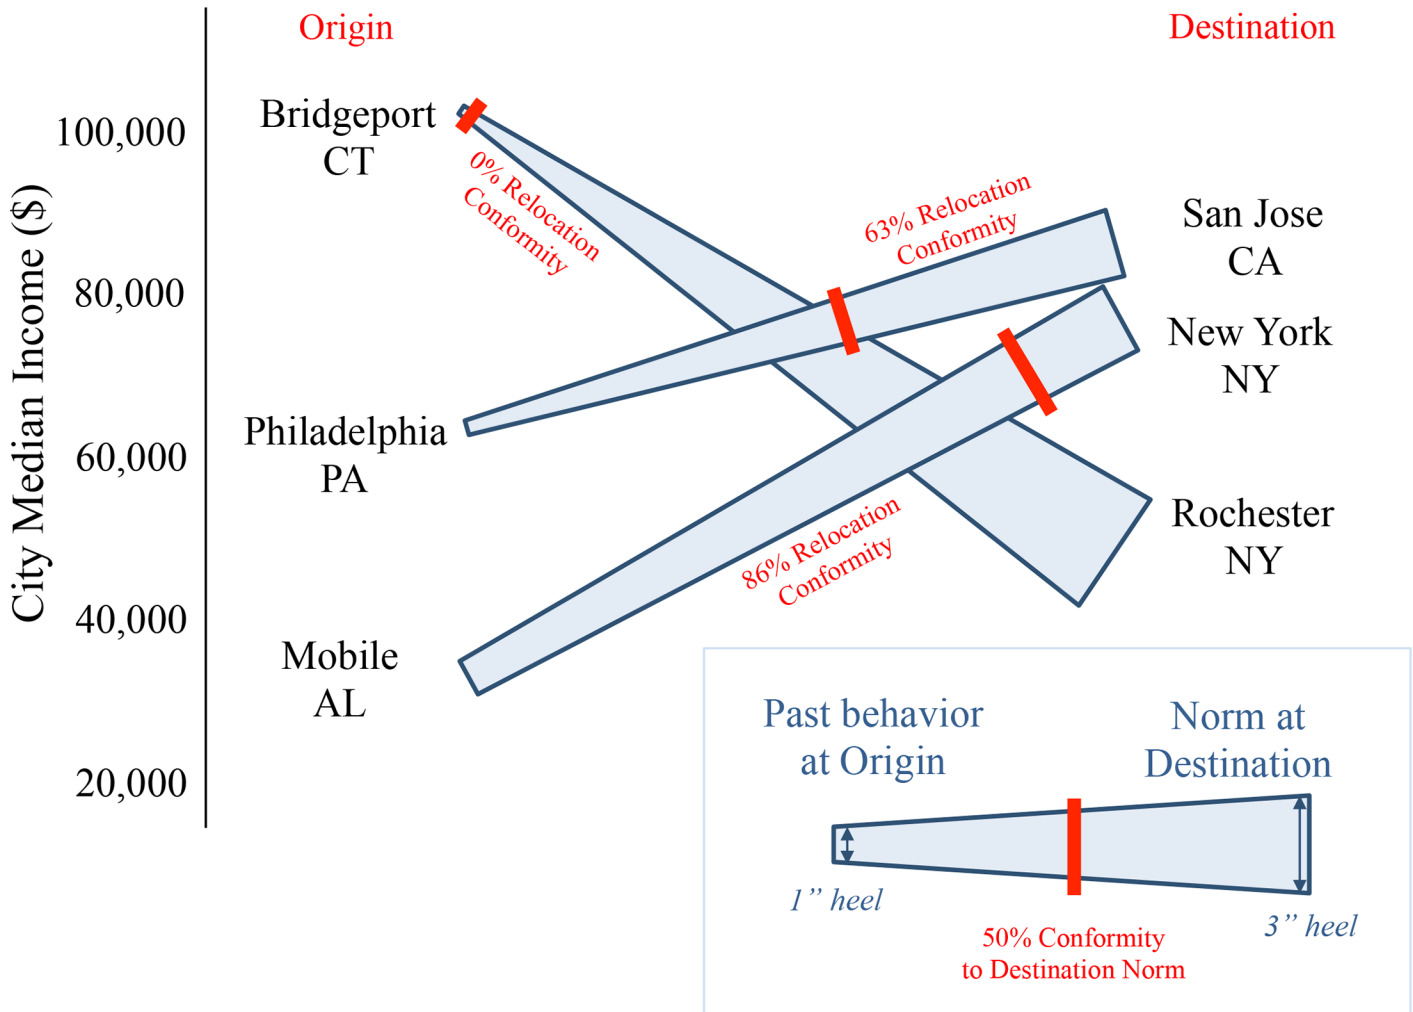 Origin
Destination
City Median Income ($)
100,000
80,000
60,000
40,000
20,000
Bridgeport
CT
0% Relocation
Conformity
63% Relocation
Conformity
San Jose
CA
New York
NY
Philadelphia
PA
Rochester
NY
86% Relocation
Conformity
Mobile
AL
Past behavior
at Origin
Norm at
Destination
1” heel
3” heel
50% Conformity
to Destination Norm